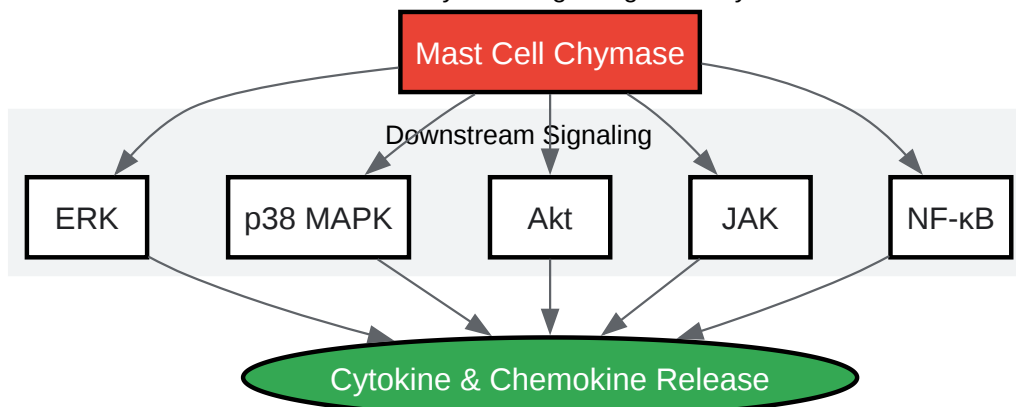 Mast Cell Chymase
Downstream Signaling
ERK
p38 MAPK
Akt
JAK
NF-κB
Cytokine & Chemokine Release